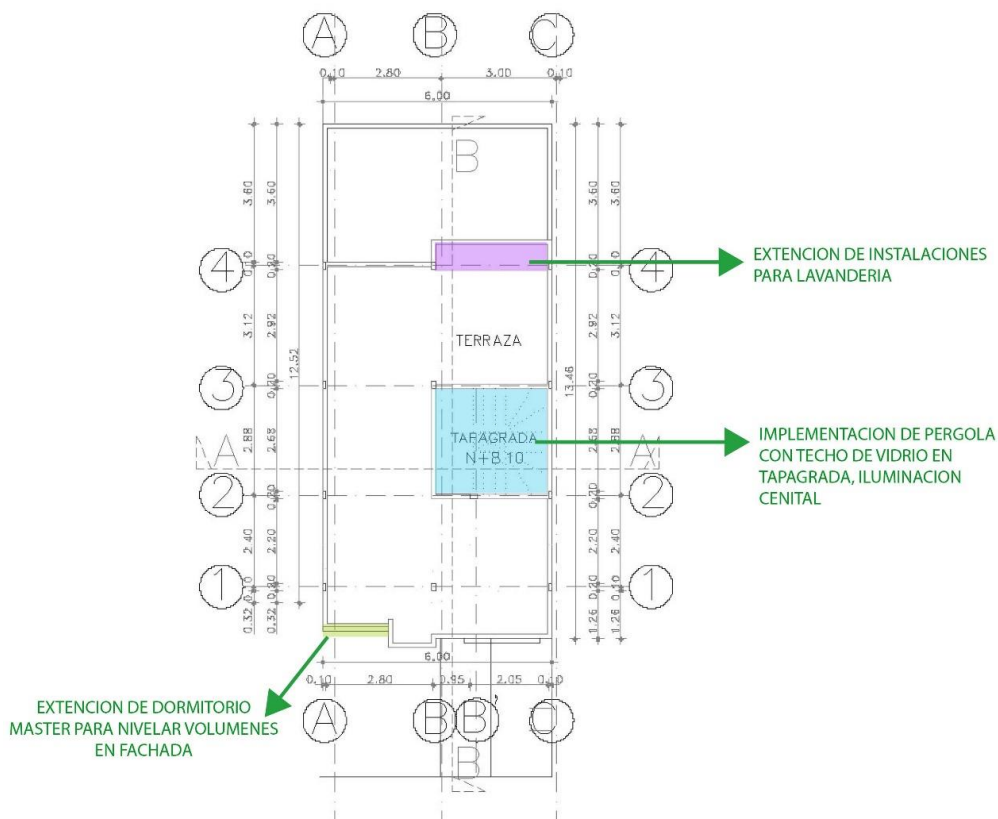 A B C
0.10 2.80 3.00 0.10
6.00
B
3.60 3.60 3.60 3.60
EXTENCION DE INSTALACIONES
PARA LAVANDERIA
4 4
0.20 0.20
TERRAZA
3.12 2.92 2.92 3.12
12.52 13.46
3 3
0.20 0.20
2.88 2.68 2.68 2.88
TAPAGRADA
N+8.10
IMPLEMENTACION DE PERGOLA
CON TECHO DE VIDRIO EN
TAPAGRADA, ILUMINACION
CENITAL
A A
2 2
0.20 0.20
2.40 2.20 2.20 2.40
1 1
0.10 0.20 0.20 0.10
0.32 0.32 1.26 1.26
6.00
0.10 2.80 0.95 2.05 0.10
EXTENCION DE DORMITORIO
MASTER PARA NIVELAR VOLUMENES
EN FACHADA
A B B' C
B